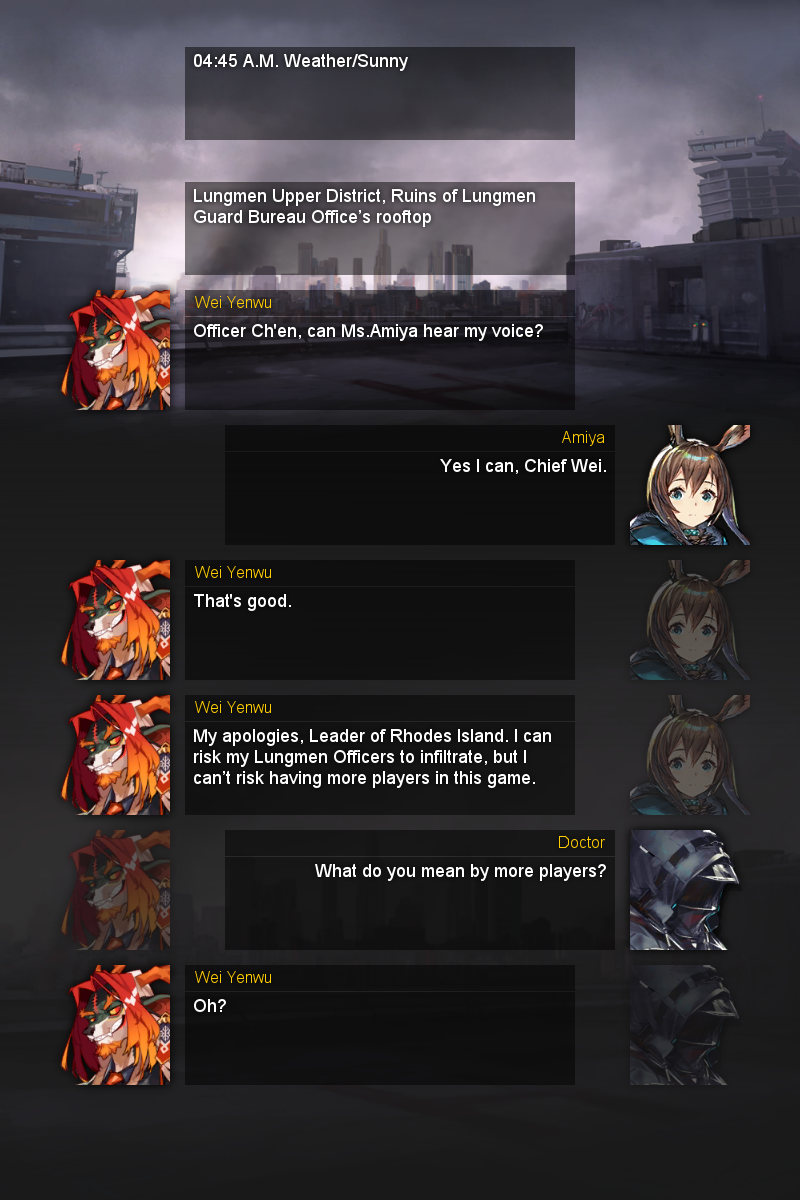 04:45 A.M. Weather/Sunny
Lungmen Upper District, Ruins of Lungmen
Guard Bureau Office’s rooftop
Wei Yenwu
Officer Ch'en, can Ms.Amiya hear my voice?
Amiya
Yes I can, Chief Wei.
Wei Yenwu
That's good.
Wei Yenwu
My apologies, Leader of Rhodes Island. I can
risk my Lungmen Officers to infiltrate, but I
can’t risk having more players in this game.
Doctor
What do you mean by more players?
Wei Yenwu
Oh?